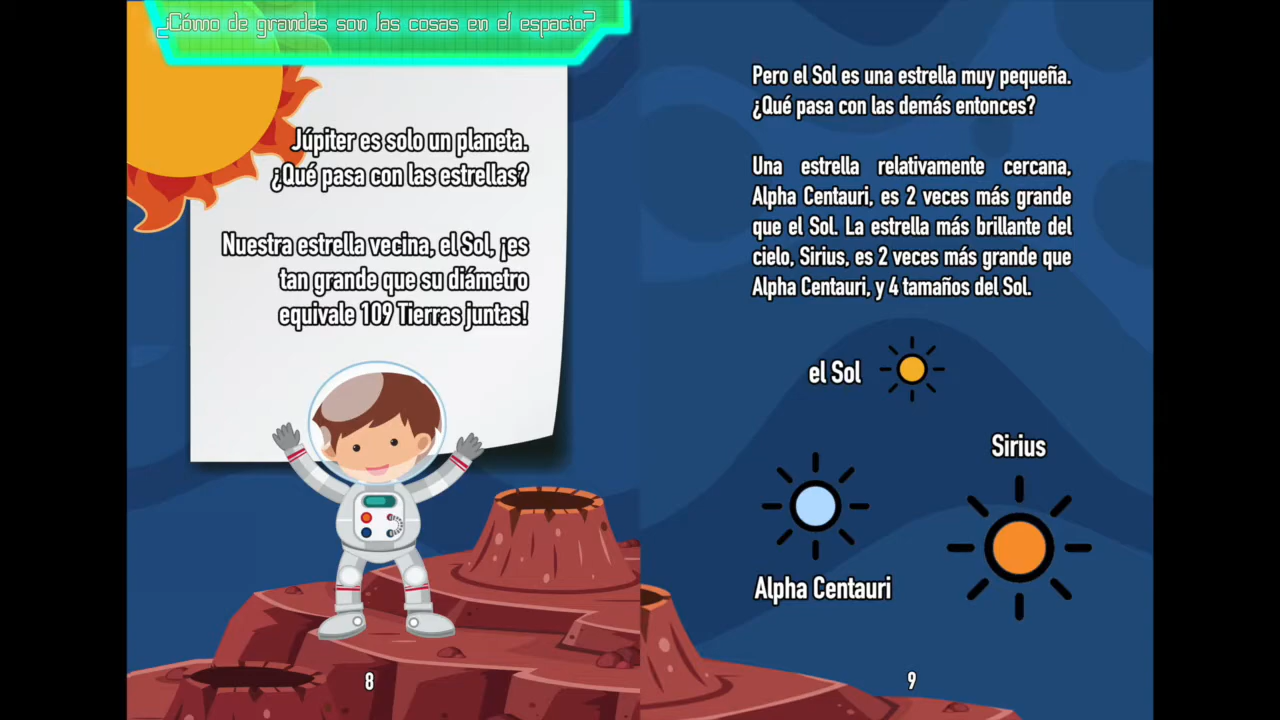 ¿Cómo de grandes son las cosas en el espacio?
Júpiter es solo un planeta.
¿Qué pasa con las estrellas?
Nuestra estrella vecina, el Sol, ¡es
tan grande que su diámetro
equivale 109 Tierras juntas!
8
Pero el Sol es una estrella muy pequeña.
¿Qué pasa con las demás entonces?
Una estrella relativamente cercana,
Alpha Centauri, es 2 veces más grande
que el Sol. La estrella más brillante del
cielo, Sirius, es 2 veces más grande que
Alpha Centauri, y 4 tamaños del Sol.
el Sol
Sirius
Alpha Centauri
9